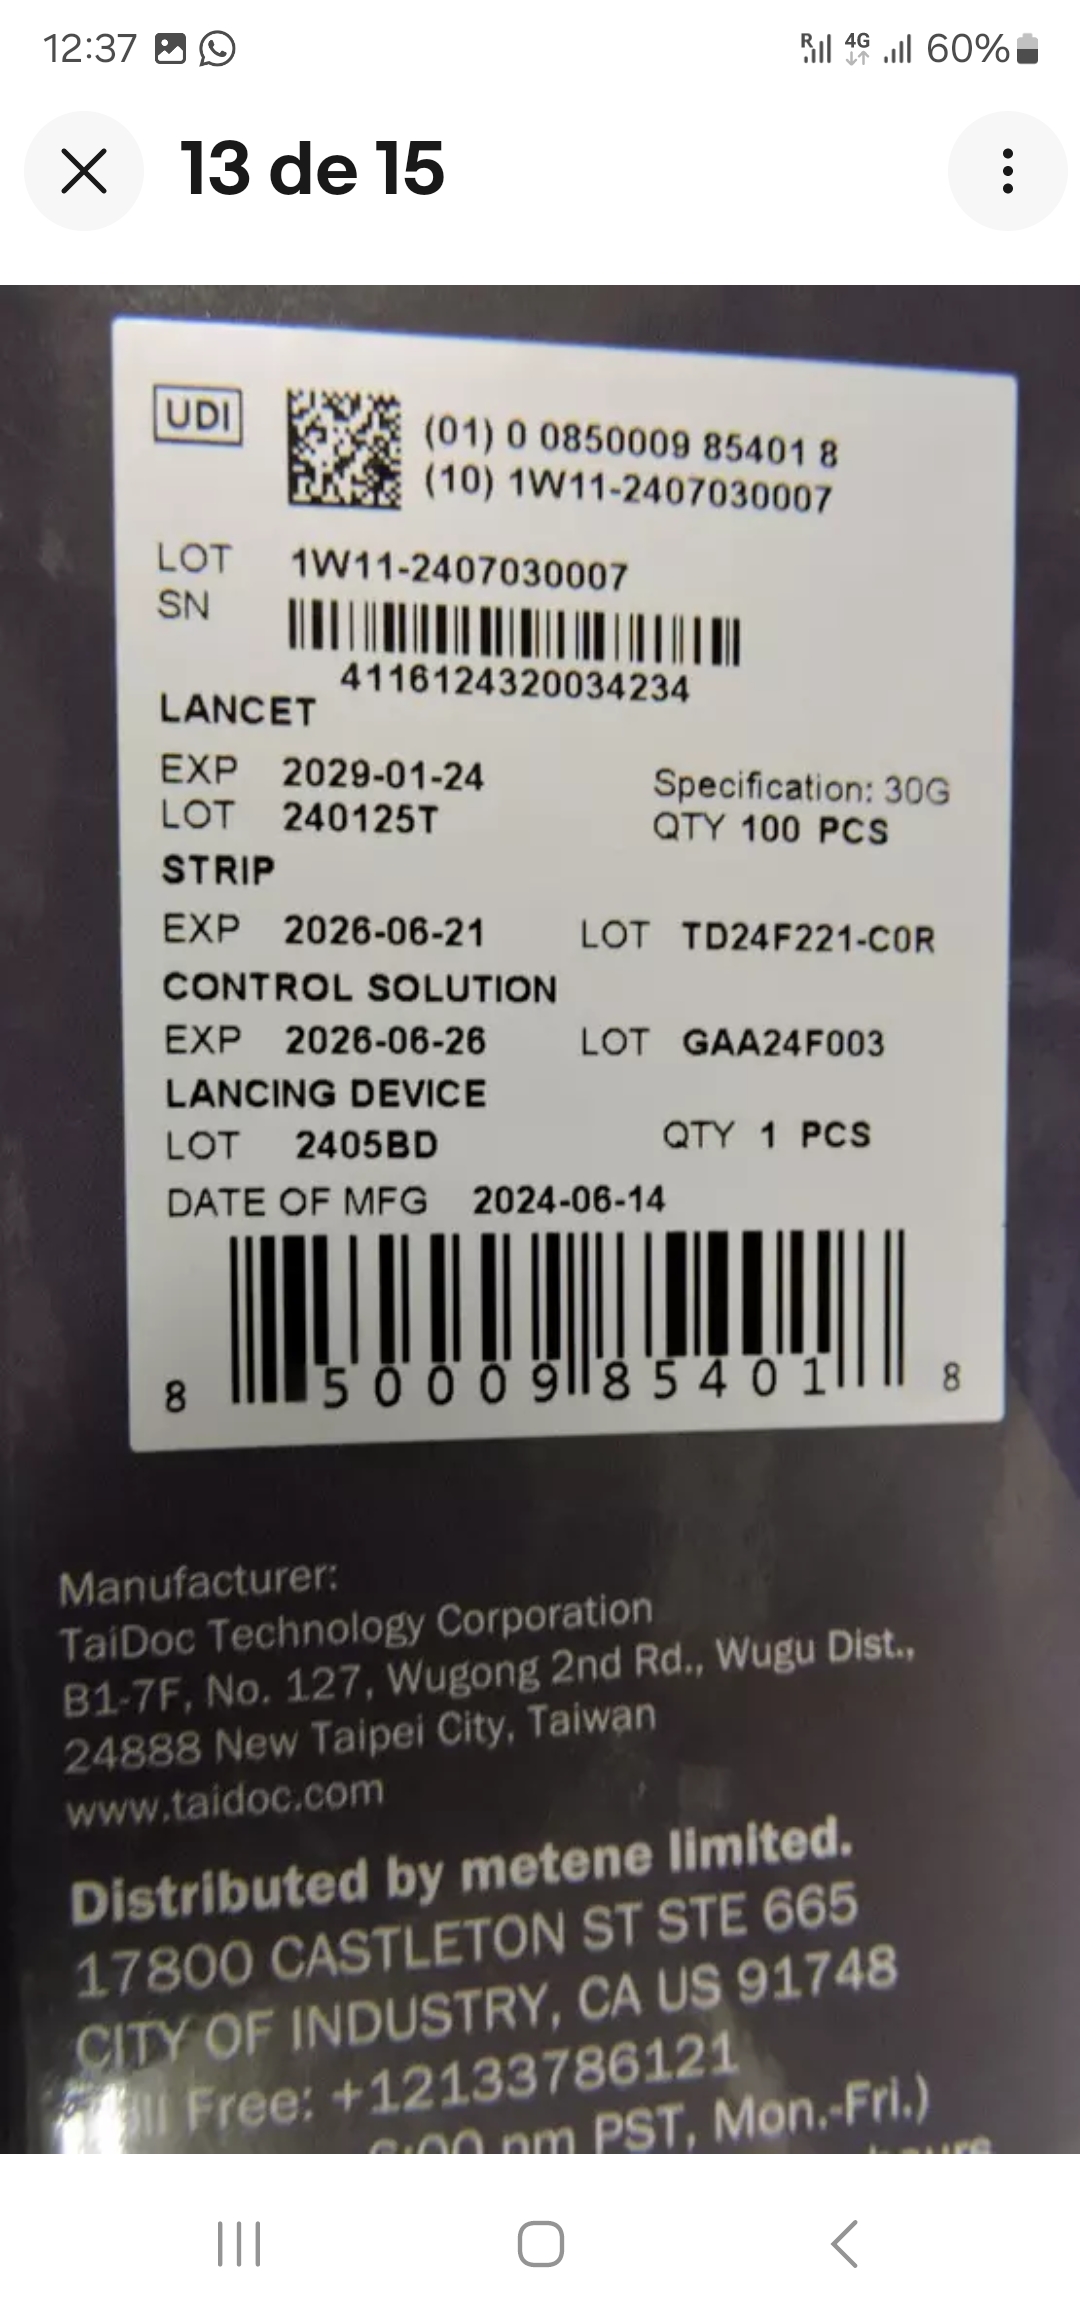 12:37
R 4G 60%
13 de 15
UDI
(01) 0 0850009 85401 8
(10) 1W11-2407030007
LOT 1W11-2407030007
SN
4116124320034234
LANCET
EXP 2029-01-24 Specification: 30G
LOT 240125T QTY 100 PCS
STRIP
EXP 2026-06-21 LOT TD24F221-C0R
CONTROL SOLUTION
EXP 2026-06-26 LOT GAA24F003
LANCING DEVICE
LOT 2405BD QTY 1 PCS
DATE OF MFG 2024-06-14
8 50009 85401 8
Manufacturer:
TaiDoc Technology Corporation
B1-7F, No. 127, Wugong 2nd Rd., Wugu Dist.,
24888 New Taipei City, Taiwan
www.taidoc.com
Distributed by metene limited.
17800 CASTLETON ST STE 665
CITY OF INDUSTRY, CA US 91748
Free: +12133786121
pm PST, Mon.-Fri.)